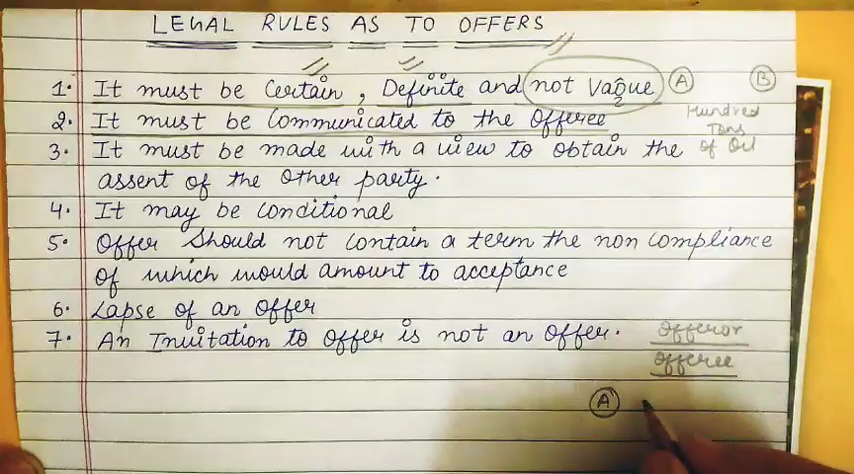 LEGAL RULES AS TO OFFERS
1. It must be Certain, Definite and not Vague (A) (B)
2. It must be Communicated to the Offeree
Hundred
Tons
of Oil
3. It must be made with a view to obtain the
assent of the Other party.
4. It may be Conditional
5. Offer Should not Contain a term the non Compliance
of which would amount to acceptance
6. Lapse of an Offer
7. An Invitation to Offer is not an Offer.
Offeror
Offeree
(A)